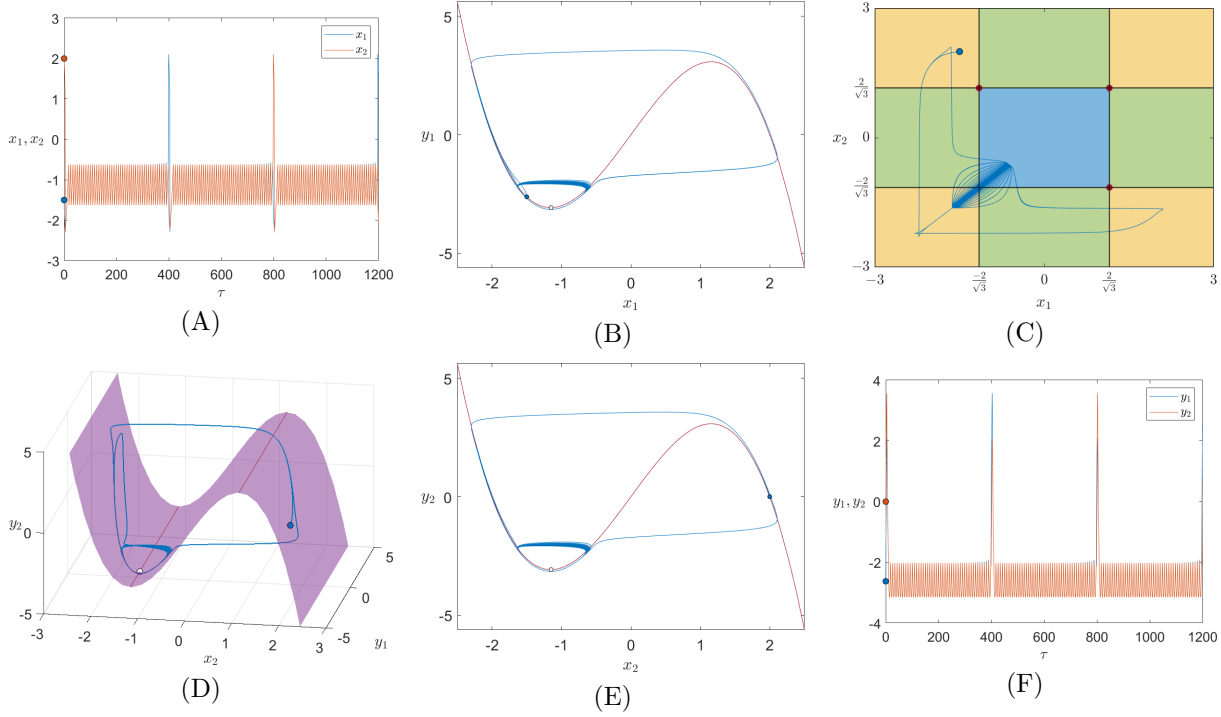 3
2
1
0
-1
-2
-3
x₁, x₂
0 200 400 600 800 1000 1200
τ
x₁
x₂
(A)
5
0
-5
y₁
-2 -1 0 1 2
x₁
(B)
3
2/√3
x₂ 0
-2/√3
-3
-3 -2/√3 0 2/√3 3
x₁
(C)
5
0
-5
y₂
-3 -2 -1 0 1 2 3
x₂
5
0
-5
y₁
(D)
5
0
-5
y₂
-2 -1 0 1 2
x₂
(E)
4
2
0
-2
-4
y₁, y₂
0 200 400 600 800 1000 1200
τ
y₁
y₂
(F)